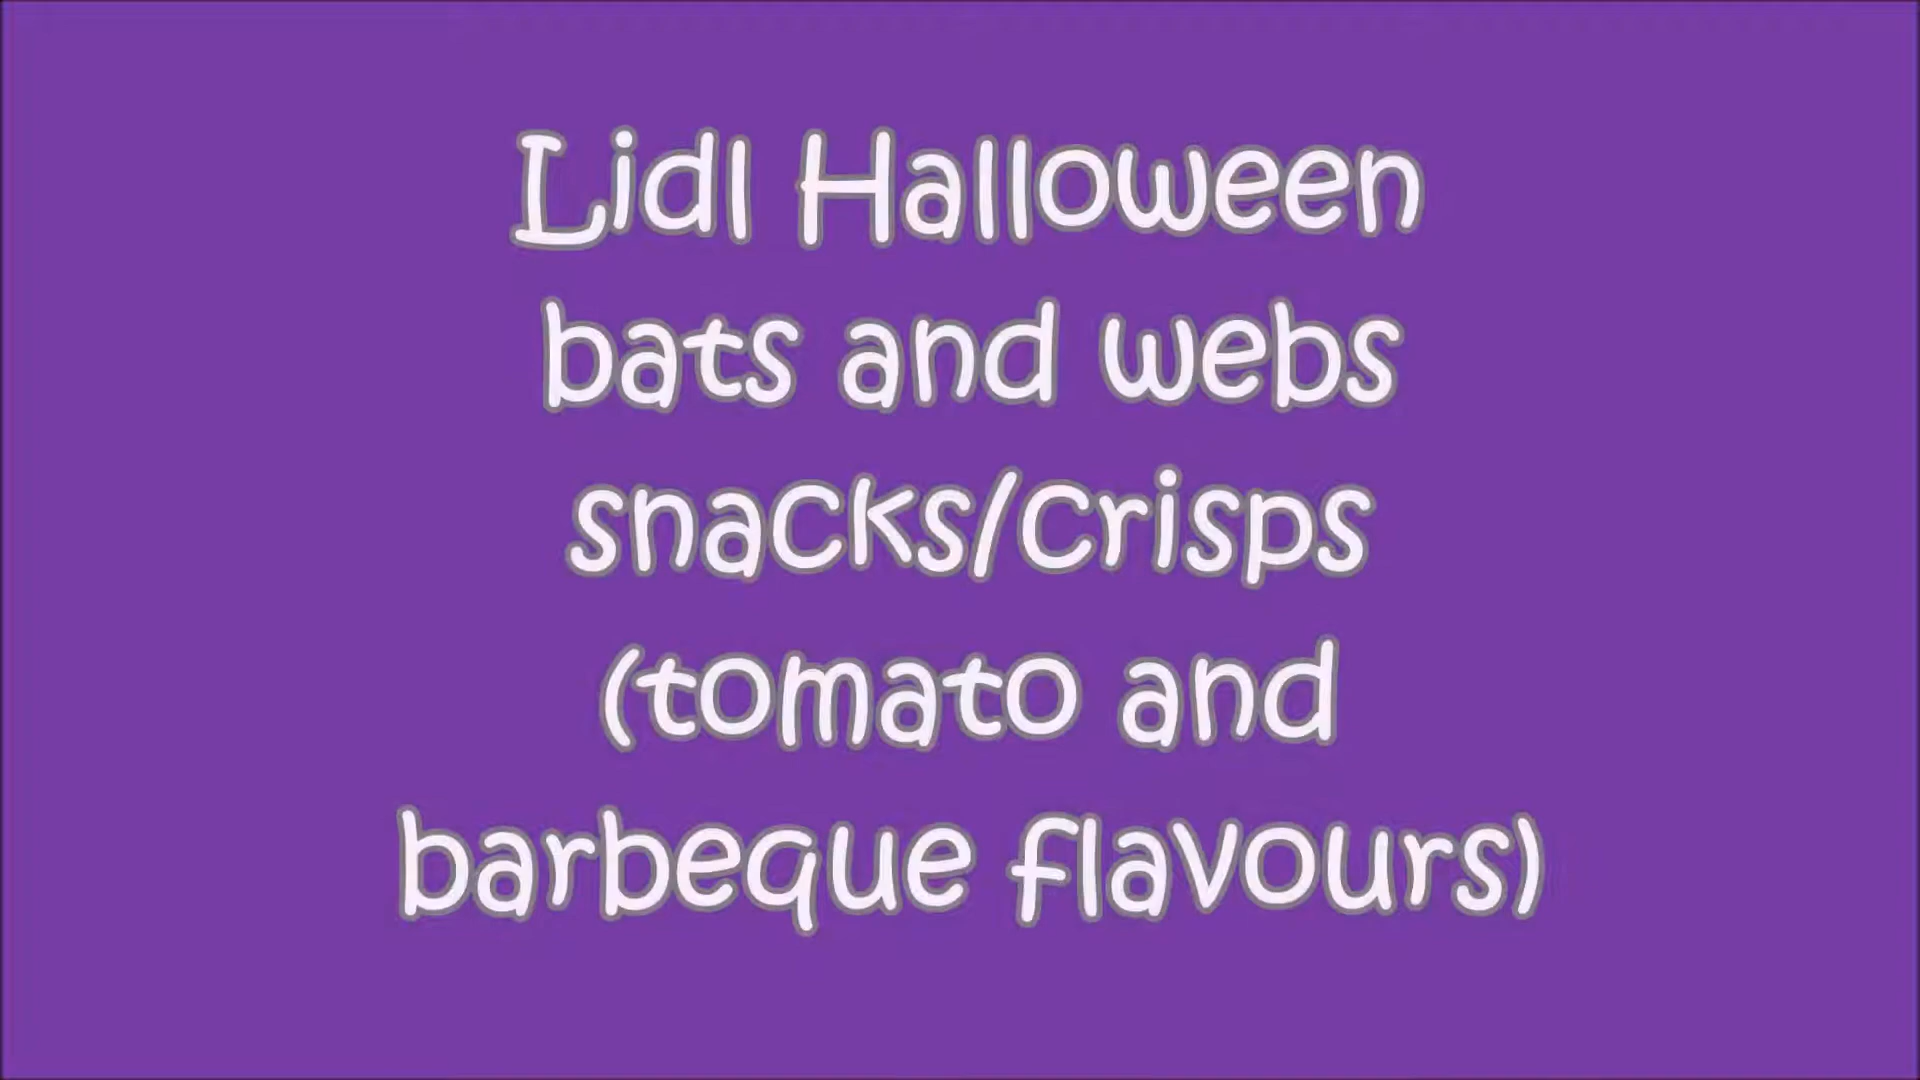 Lidl Halloween
bats and webs
snacks/crisps
(tomato and
barbeque flavours)